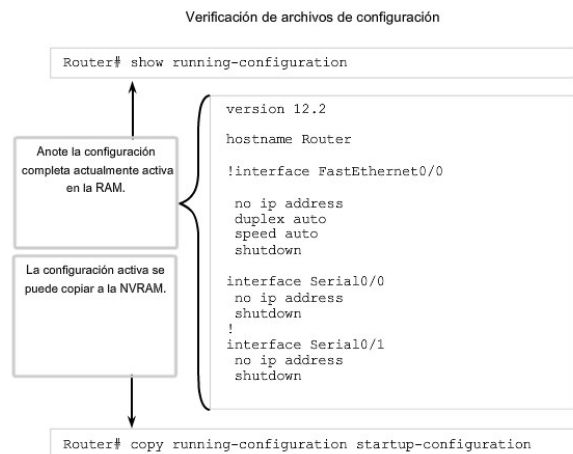 Verificación de archivos de configuración
Router# show running-configuration
Anote la configuración
completa actualmente activa
en la RAM.
La configuración activa se
puede copiar a la NVRAM.
version 12.2
hostname Router
!interface FastEthernet0/0
no ip address
duplex auto
speed auto
shutdown
interface Serial0/0
no ip address
shutdown
!
interface Serial0/1
no ip address
shutdown
Router# copy running-configuration startup-configuration